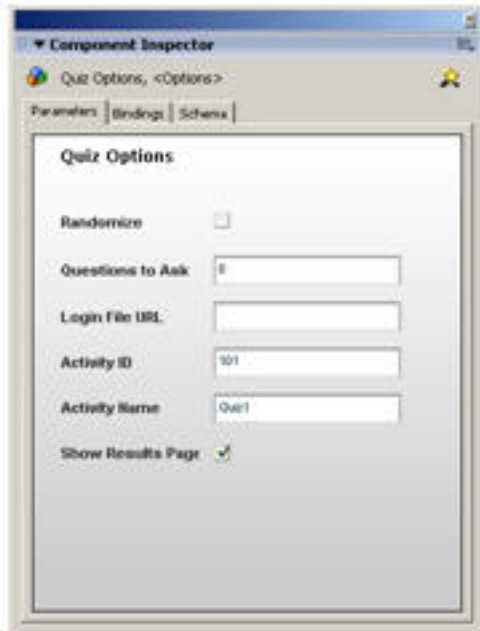 Component Inspector
Quiz Options, <Options>
Parameters Bindings Schema
Quiz Options
Randomize
Questions to Ask 0
Login File URL
Activity ID 101
Activity Name Quiz1
Show Results Page